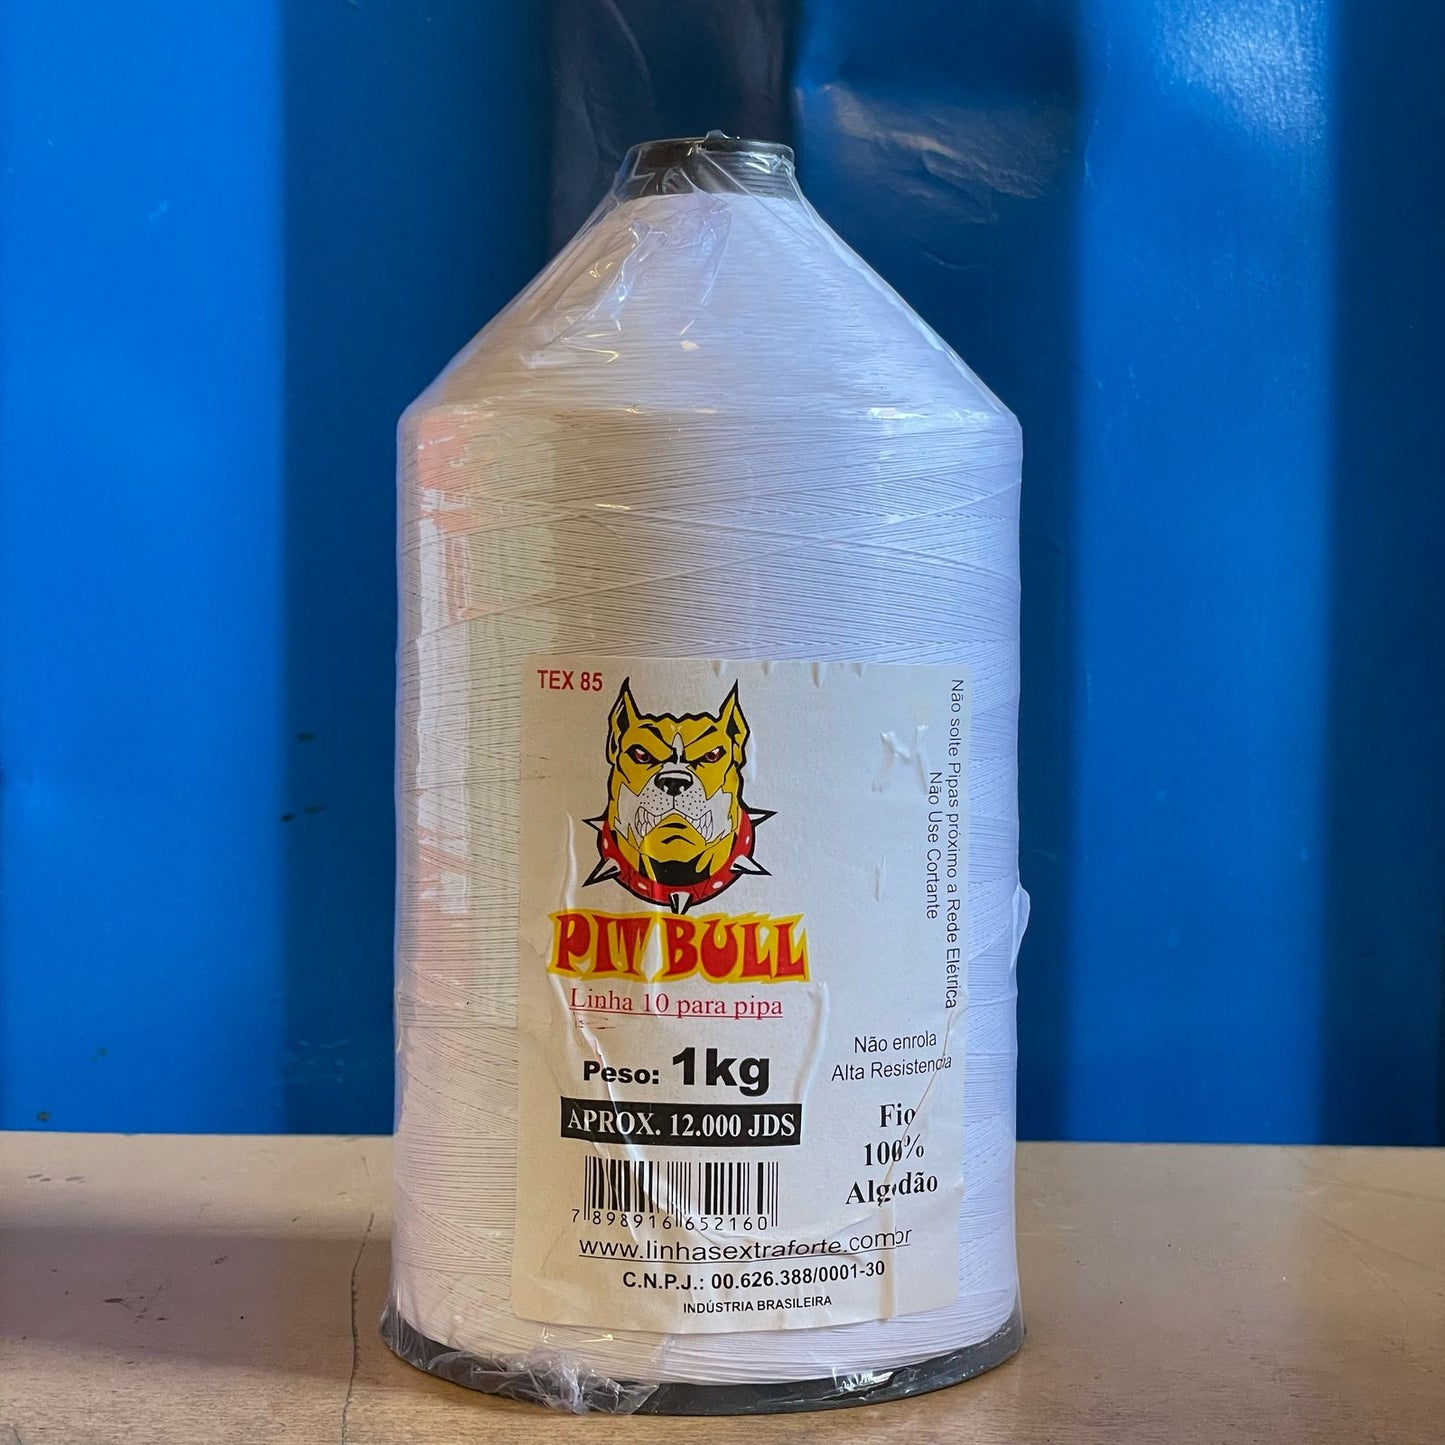 TEX 85
PIT BULL
Linha 10 para pipa
Peso: 1kg
APROX. 12.000 JDS
7 898916 652160
www.linhasextraforte.com.br
C.N.P.J.: 00.626.388/0001-30
INDÚSTRIA BRASILEIRA
Não enrola
Alta Resistencia
Fio
100%
Algodão
Não solte Pipas próximo a Rede Elétrica
Não Use Cortante